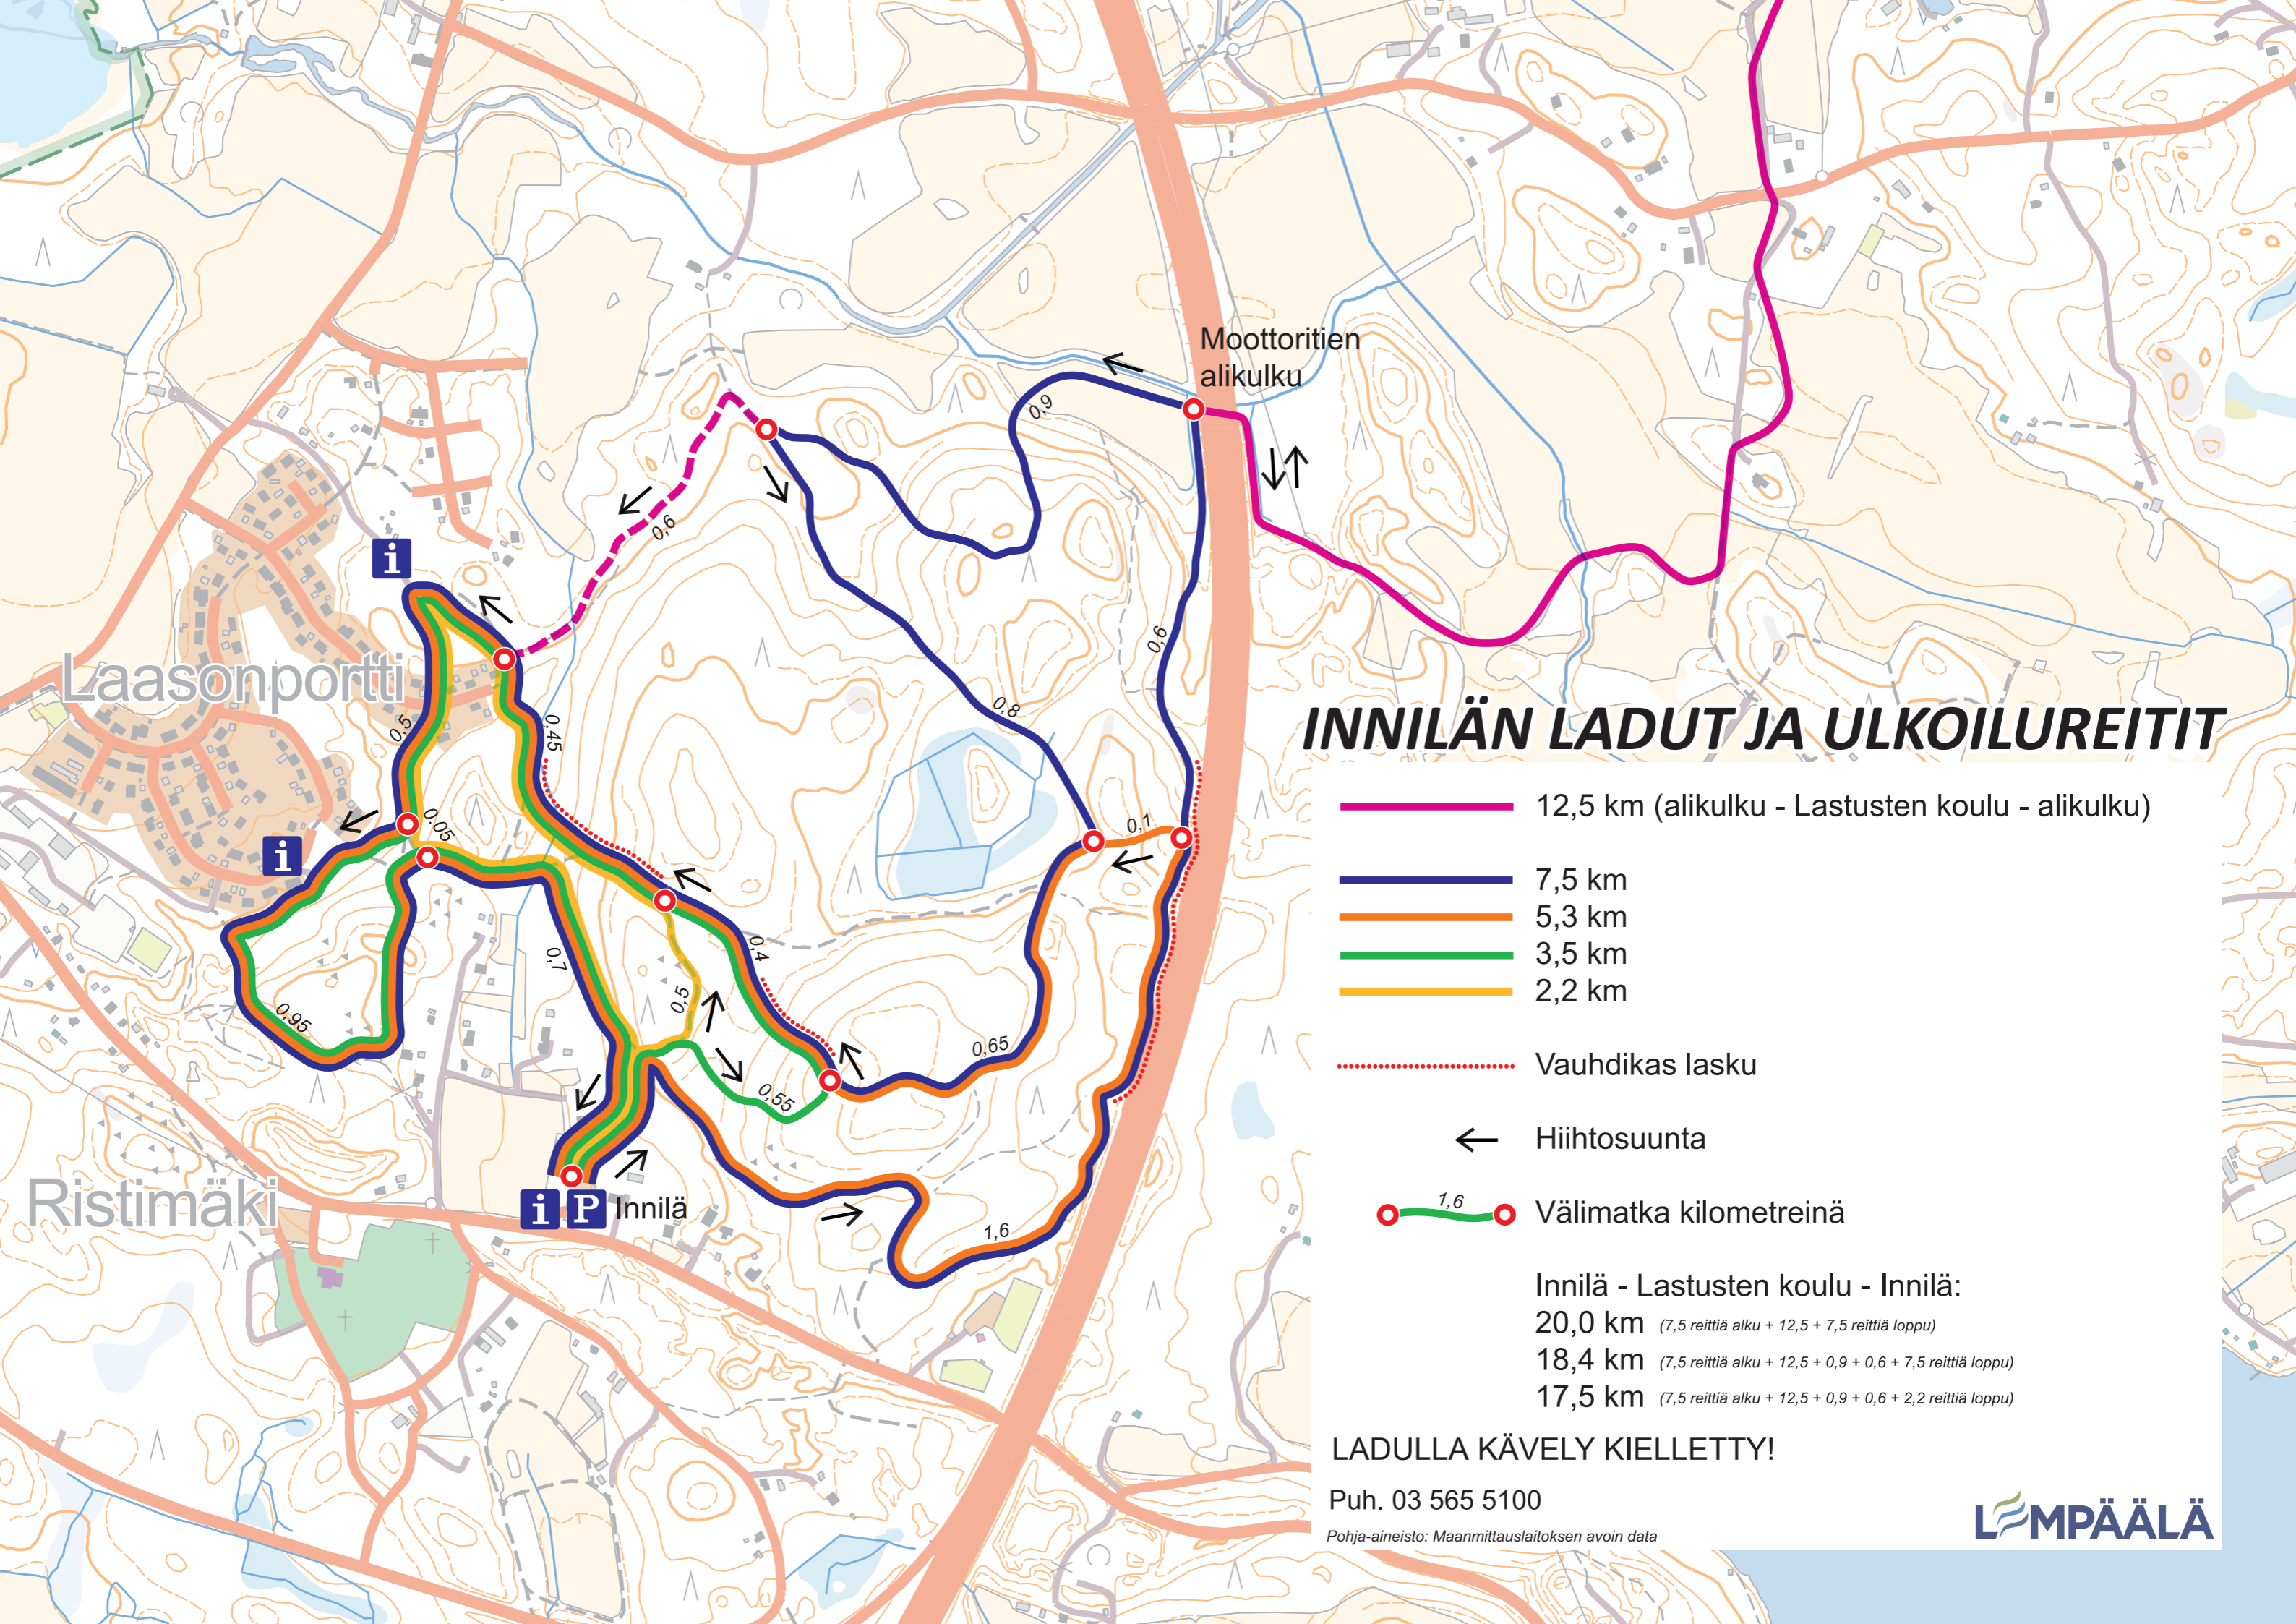 Moottoritien
alikulku
0,9
0,6
i
0,6
Laasonportti
0,8
0,45
0,5
0,1
0,05
i
0,4
0,7
0,5
0,95
0,65
0,55
Ristimäki
i P Innilä
1,6
INNILÄN LADUT JA ULKOILUREITIT
12,5 km (alikulku - Lastusten koulu - alikulku)
7,5 km
5,3 km
3,5 km
2,2 km
Vauhdikas lasku
Hiihtosuunta
1,6 Välimatka kilometreinä
Innilä - Lastusten koulu - Innilä:
20,0 km (7,5 reittiä alku + 12,5 + 7,5 reittiä loppu)
18,4 km (7,5 reittiä alku + 12,5 + 0,9 + 0,6 + 7,5 reittiä loppu)
17,5 km (7,5 reittiä alku + 12,5 + 0,9 + 0,6 + 2,2 reittiä loppu)
LADULLA KÄVELY KIELLETTY!
Puh. 03 565 5100
Pohja-aineisto: Maanmittauslaitoksen avoin data
LEMPÄÄLÄ